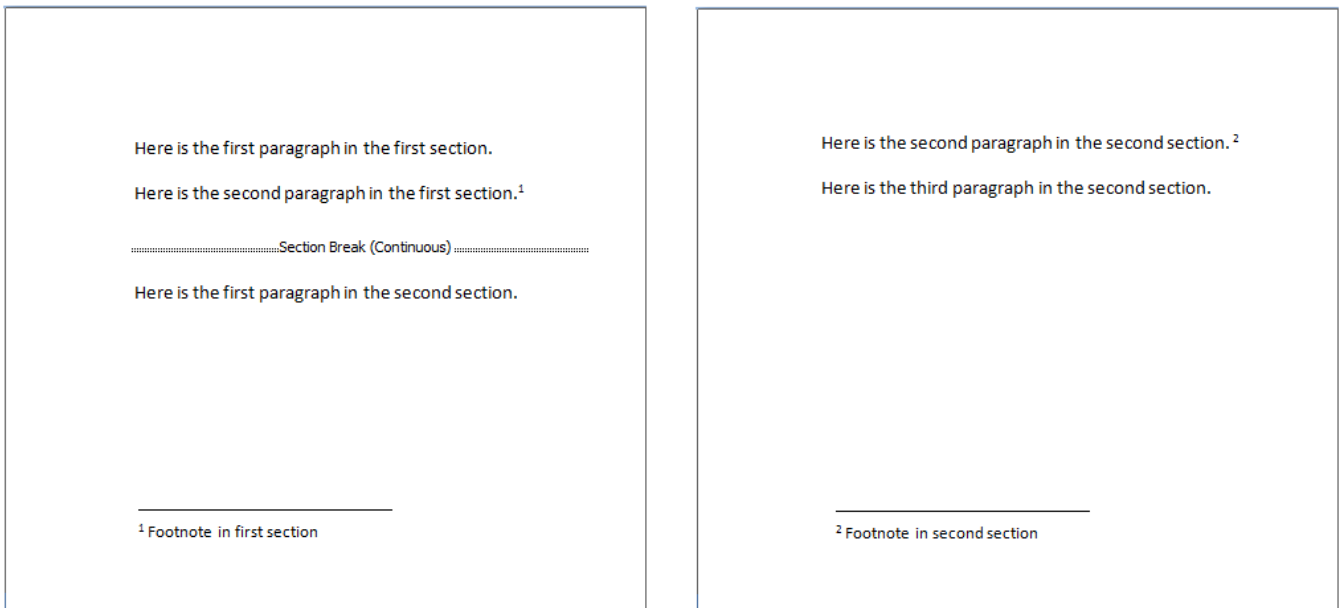 Here is the first paragraph in the first section.
Here is the second paragraph in the first section.¹
Section Break (Continuous)
Here is the first paragraph in the second section.
¹ Footnote in first section
Here is the second paragraph in the second section. ²
Here is the third paragraph in the second section.
² Footnote in second section